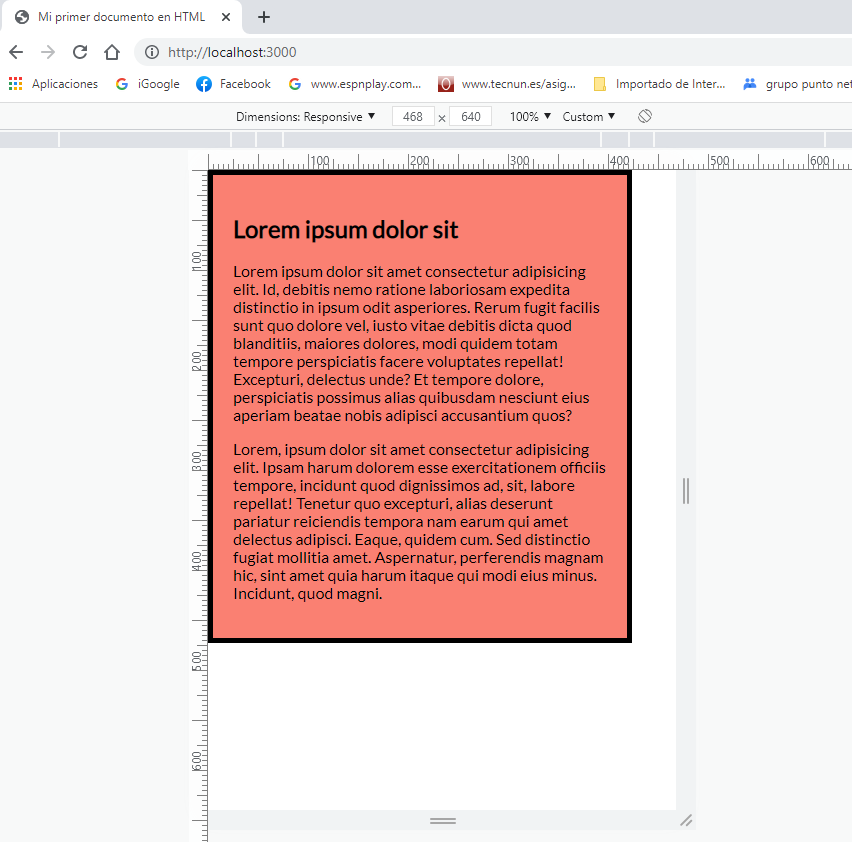 Mi primer documento en HTML
http://localhost:3000
Aplicaciones iGoogle Facebook www.espnplay.com... www.tecnun.es/asig... Importado de Inter... grupo punto net
Dimensions: Responsive ▼ 468 × 640 100% ▼ Custom ▼
100 200 300 400 500 600
Lorem ipsum dolor sit
100
Lorem ipsum dolor sit amet consectetur adipisicing
elit. Id, debitis nemo ratione laboriosam expedita
distinctio in ipsum odit asperiores. Rerum fugit facilis
sunt quo dolore vel, iusto vitae debitis dicta quod
blanditiis, maiores dolores, modi quidem totam
200
tempore perspiciatis facere voluptates repellat!
Excepturi, delectus unde? Et tempore dolore,
perspiciatis possimus alias quibusdam nesciunt eius
aperiam beatae nobis adipisci accusantium quos?
300
Lorem, ipsum dolor sit amet consectetur adipisicing
elit. Ipsam harum dolorem esse exercitationem officiis
tempore, incidunt quod dignissimos ad, sit, labore
repellat! Tenetur quo excepturi, alias deserunt
pariatur reiciendis tempora nam earum qui amet
delectus adipisci. Eaque, quidem cum. Sed distinctio
400
fugiat mollitia amet. Aspernatur, perferendis magnam
hic, sint amet quia harum itaque qui modi eius minus.
Incidunt, quod magni.
500
600